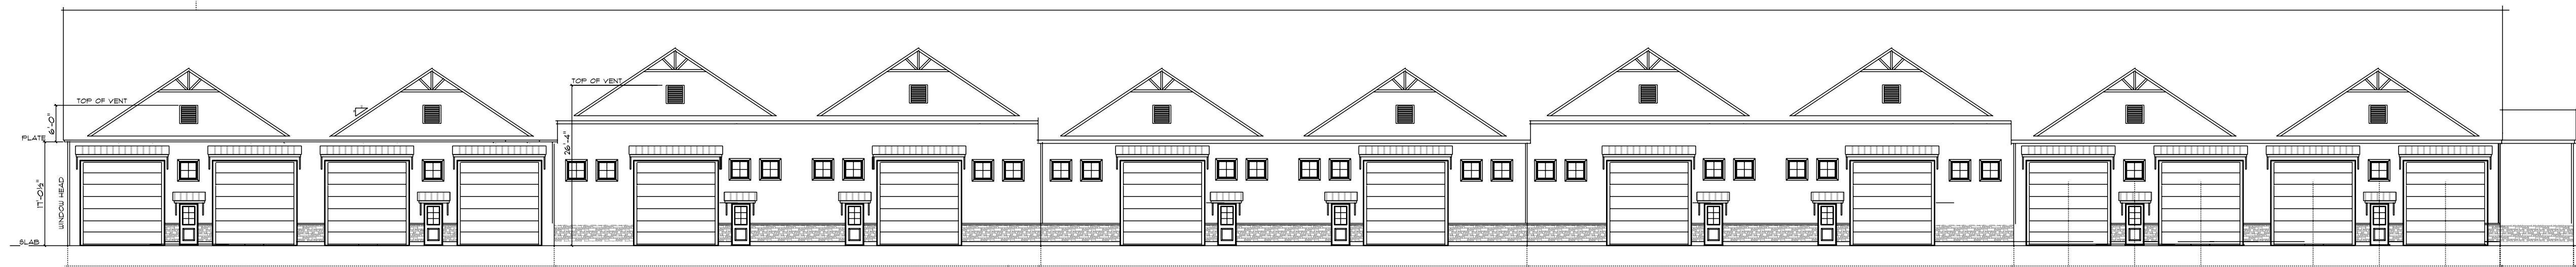 TOP OF VENT
6'-0"
PLATE
17'-0½"
WINDOW HEAD
SLAB
TOP OF VENT
26'-4"